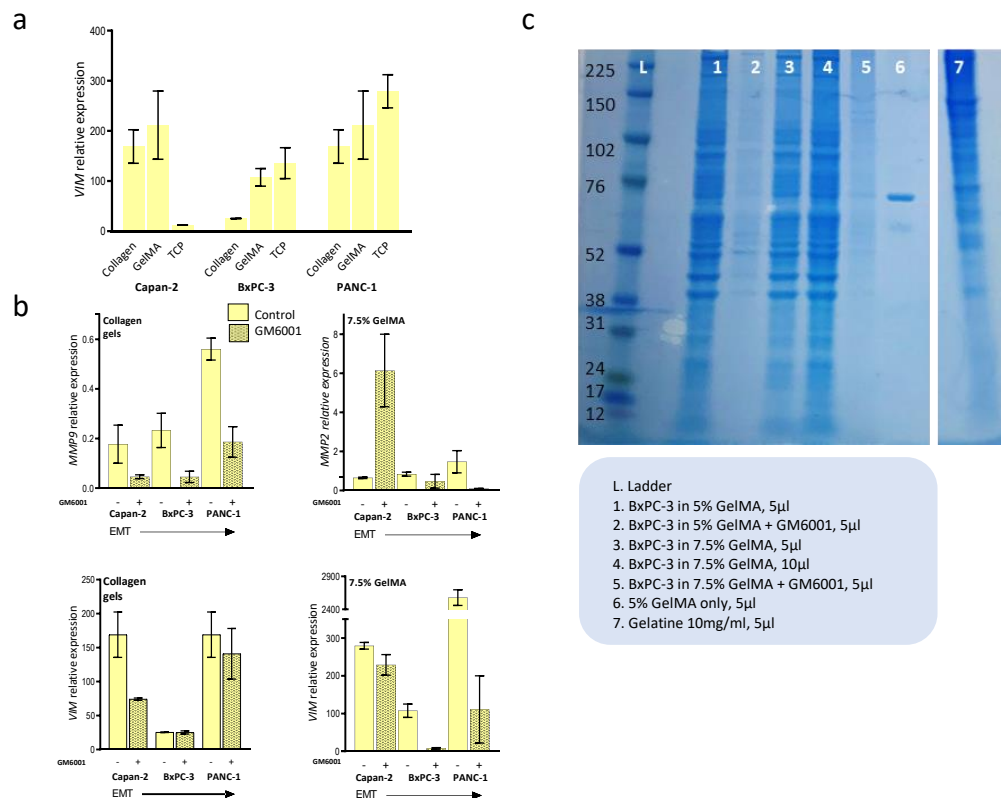 a
VIM relative expression
400
300
200
100
0
Collagen
GelMA
TCP
Collagen
GelMA
TCP
Collagen
GelMA
TCP
Capan-2 BxPC-3 PANC-1
b
Collagen
gels
Control
GM6001
MMP9 relative expression
0.6
0.4
0.2
0.0
GM6001 - + - + - +
Capan-2 BxPC-3 PANC-1
EMT
7.5% GelMA
MMP2 relative expression
8
6
4
2
0
GM6001 - + - + - +
Capan-2 BxPC-3 PANC-1
EMT
Collagen
gels
VIM relative expression
250
200
150
100
50
0
GM6001 - + - + - +
Capan-2 BxPC-3 PANC-1
EMT
7.5% GelMA
VIM relative expression
2900
2400
300
200
100
0
GM6001 - + - + - +
Capan-2 BxPC-3 PANC-1
EMT
c
L 1 2 3 4 5 6 7
225
150
102
76
52
38
31
24
17
12
L. Ladder
1. BxPC-3 in 5% GelMA, 5µl
2. BxPC-3 in 5% GelMA + GM6001, 5µl
3. BxPC-3 in 7.5% GelMA, 5µl
4. BxPC-3 in 7.5% GelMA, 10µl
5. BxPC-3 in 7.5% GelMA + GM6001, 5µl
6. 5% GelMA only, 5µl
7. Gelatine 10mg/ml, 5µl